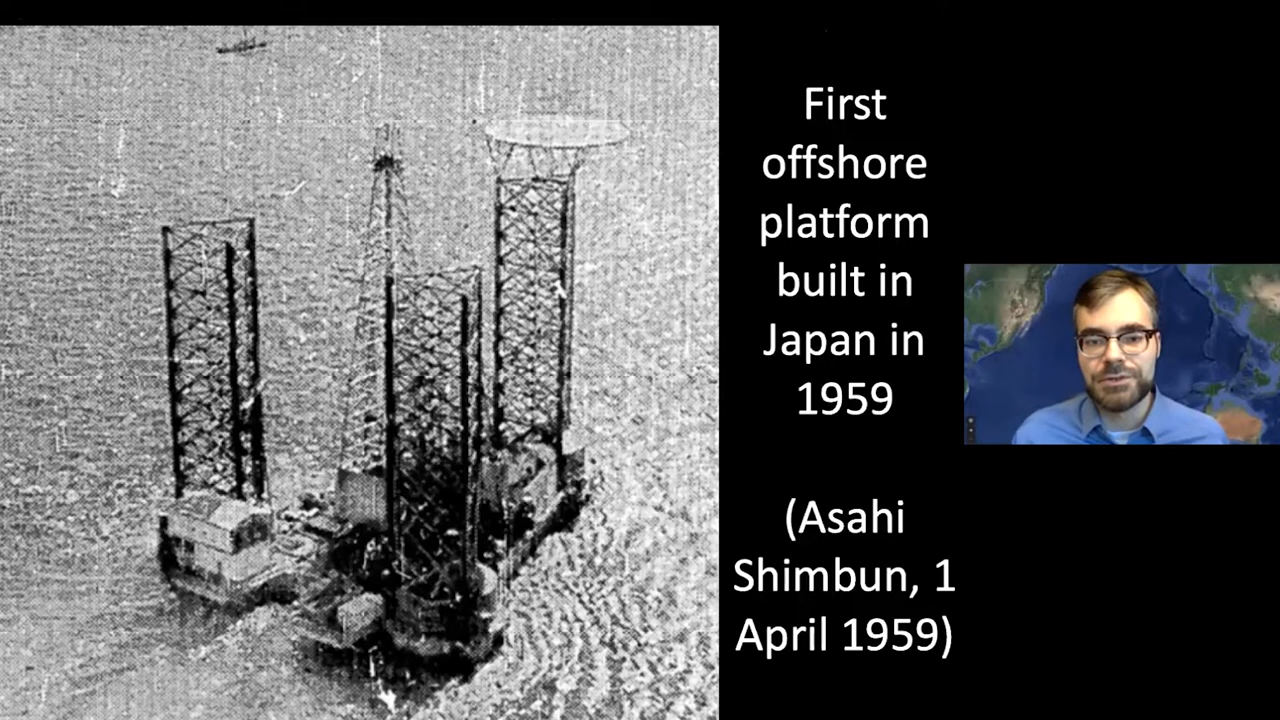 First
offshore
platform
built in
Japan in
1959
(Asahi
Shimbun, 1
April 1959)